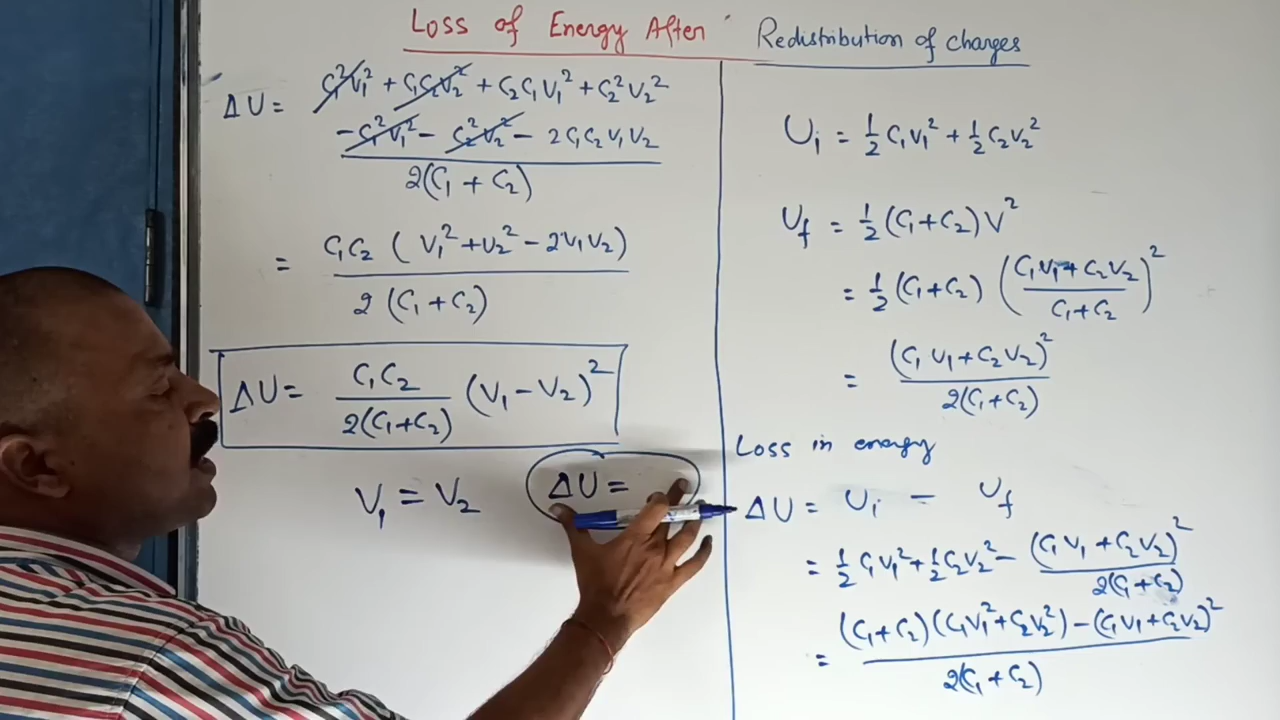 Loss of Energy After Redistribution of charges
ΔU = C₁²V₁² + C₁C₂V₂² + C₂C₁V₁² + C₂²V₂²
-C₁²V₁² - C₂²V₂² - 2C₁C₂V₁V₂
2(C₁ + C₂)
= C₁C₂ (V₁² + V₂² - 2V₁V₂)
2 (C₁ + C₂)
ΔU = C₁C₂ (V₁ - V₂)²
2(C₁+C₂)
V₁ = V₂ ΔU =
Uᵢ = ½ C₁V₁² + ½ C₂V₂²
U_f = ½ (C₁+C₂) V²
= ½ (C₁+C₂) (C₁V₁ + C₂V₂)²
C₁+C₂
= (C₁V₁ + C₂V₂)²
2(C₁+C₂)
Loss in energy
ΔU = Uᵢ - U_f
= ½ C₁V₁² + ½ C₂V₂² - (C₁V₁ + C₂V₂)²
2(C₁+C₂)
= (C₁+C₂)(C₁V₁²+C₂V₂²) - (C₁V₁+C₂V₂)²
2(C₁+C₂)